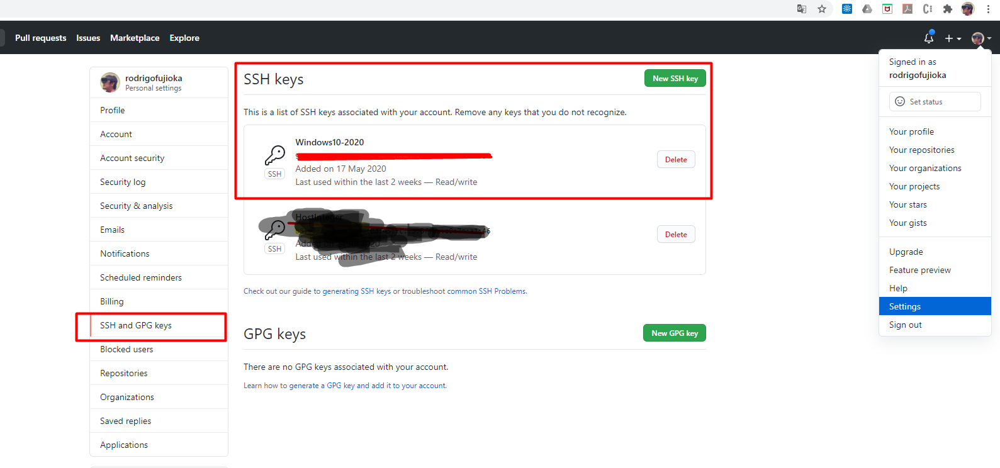 Pull requests Issues Marketplace Explore
Signed in as
rodrigofujioka
Set status
Your profile
Your repositories
Your organizations
Your projects
Your stars
Your gists
Upgrade
Feature preview
Help
Settings
Sign out
rodrigofujioka
Personal settings
Profile
Account
Account security
Security log
Security & analysis
Emails
Notifications
Scheduled reminders
Billing
SSH and GPG keys
Blocked users
Repositories
Organizations
Saved replies
Applications
SSH keys
New SSH key
This is a list of SSH keys associated with your account. Remove any keys that you do not recognize.
Windows10-2020
SSH
Added on 17 May 2020
Last used within the last 2 weeks — Read/write
Delete
SSH
Added on 2020
Last used within the last 2 weeks — Read/write
Delete
Check out our guide to generating SSH keys or troubleshoot common SSH Problems.
GPG keys
New GPG key
There are no GPG keys associated with your account.
Learn how to generate a GPG key and add it to your account.